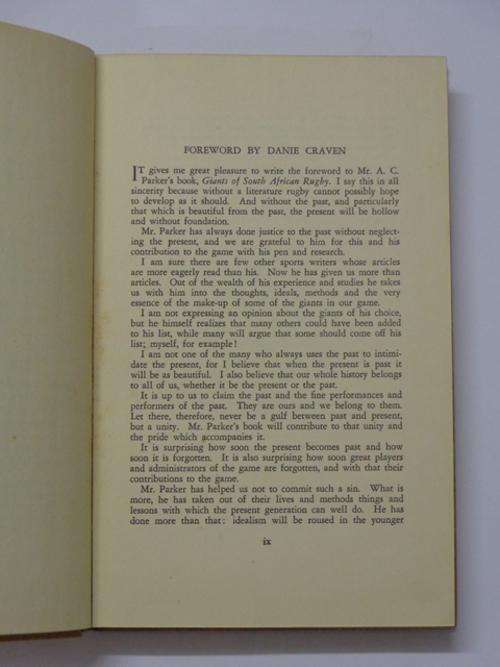 FOREWORD BY DANIE CRAVEN
IT gives me great pleasure to write the foreword to Mr. A. C.
Parker's book, Giants of South African Rugby. I say this in all
sincerity because without a literature rugby cannot possibly hope
to develop as it should. And without the past, and particularly
that which is beautiful from the past, the present will be hollow
and without foundation.
Mr. Parker has always done justice to the past without neglect-
ing the present, and we are grateful to him for this and his
contribution to the game with his pen and research.
I am sure there are few other sports writers whose articles
are more eagerly read than his. Now he has given us more than
articles. Out of the wealth of his experience and studies he takes
us with him into the thoughts, ideals, methods and the very
essence of the make-up of some of the giants in our game.
I am not expressing an opinion about the giants of his choice,
but he himself realizes that many others could have been added
to his list, while many will argue that some should come off his
list; myself, for example!
I am not one of the many who always uses the past to intimi-
date the present, for I believe that when the present is past it
will be as beautiful. I also believe that our whole history belongs
to all of us, whether it be the present or the past.
It is up to us to claim the past and the fine performances and
performers of the past. They are ours and we belong to them.
Let there, therefore, never be a gulf between past and present,
but a unity. Mr. Parker's book will contribute to that unity and
the pride which accompanies it.
It is surprising how soon the present becomes past and how
soon it is forgotten. It is also surprising how soon great players
and administrators of the game are forgotten, and with that their
contributions to the game.
Mr. Parker has helped us not to commit such a sin. What is
more, he has taken out of their lives and methods things and
lessons with which the present generation can well do. He has
done more than that: idealism will be roused in the younger
ix